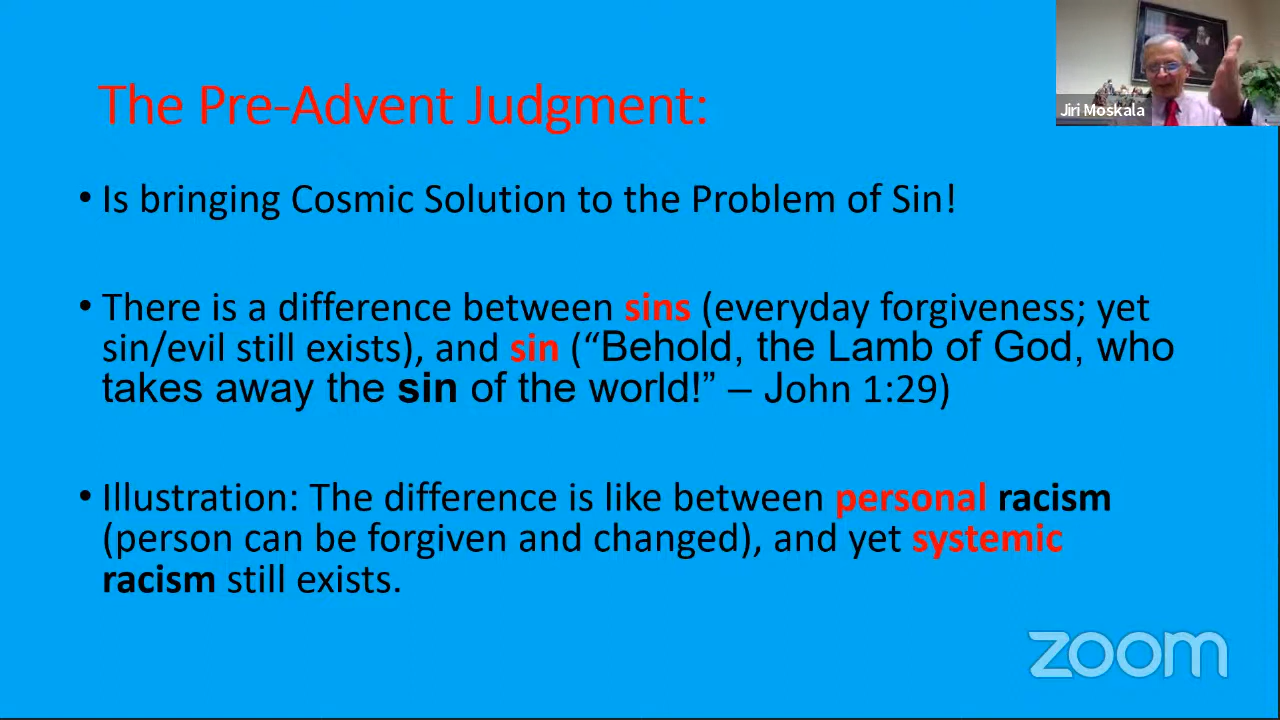 The Pre-Advent Judgment:
Jiri Moskala
• Is bringing Cosmic Solution to the Problem of Sin!
• There is a difference between sins (everyday forgiveness; yet
sin/evil still exists), and sin (“Behold, the Lamb of God, who
takes away the sin of the world!” – John 1:29)
• Illustration: The difference is like between personal racism
(person can be forgiven and changed), and yet systemic
racism still exists.
zoom